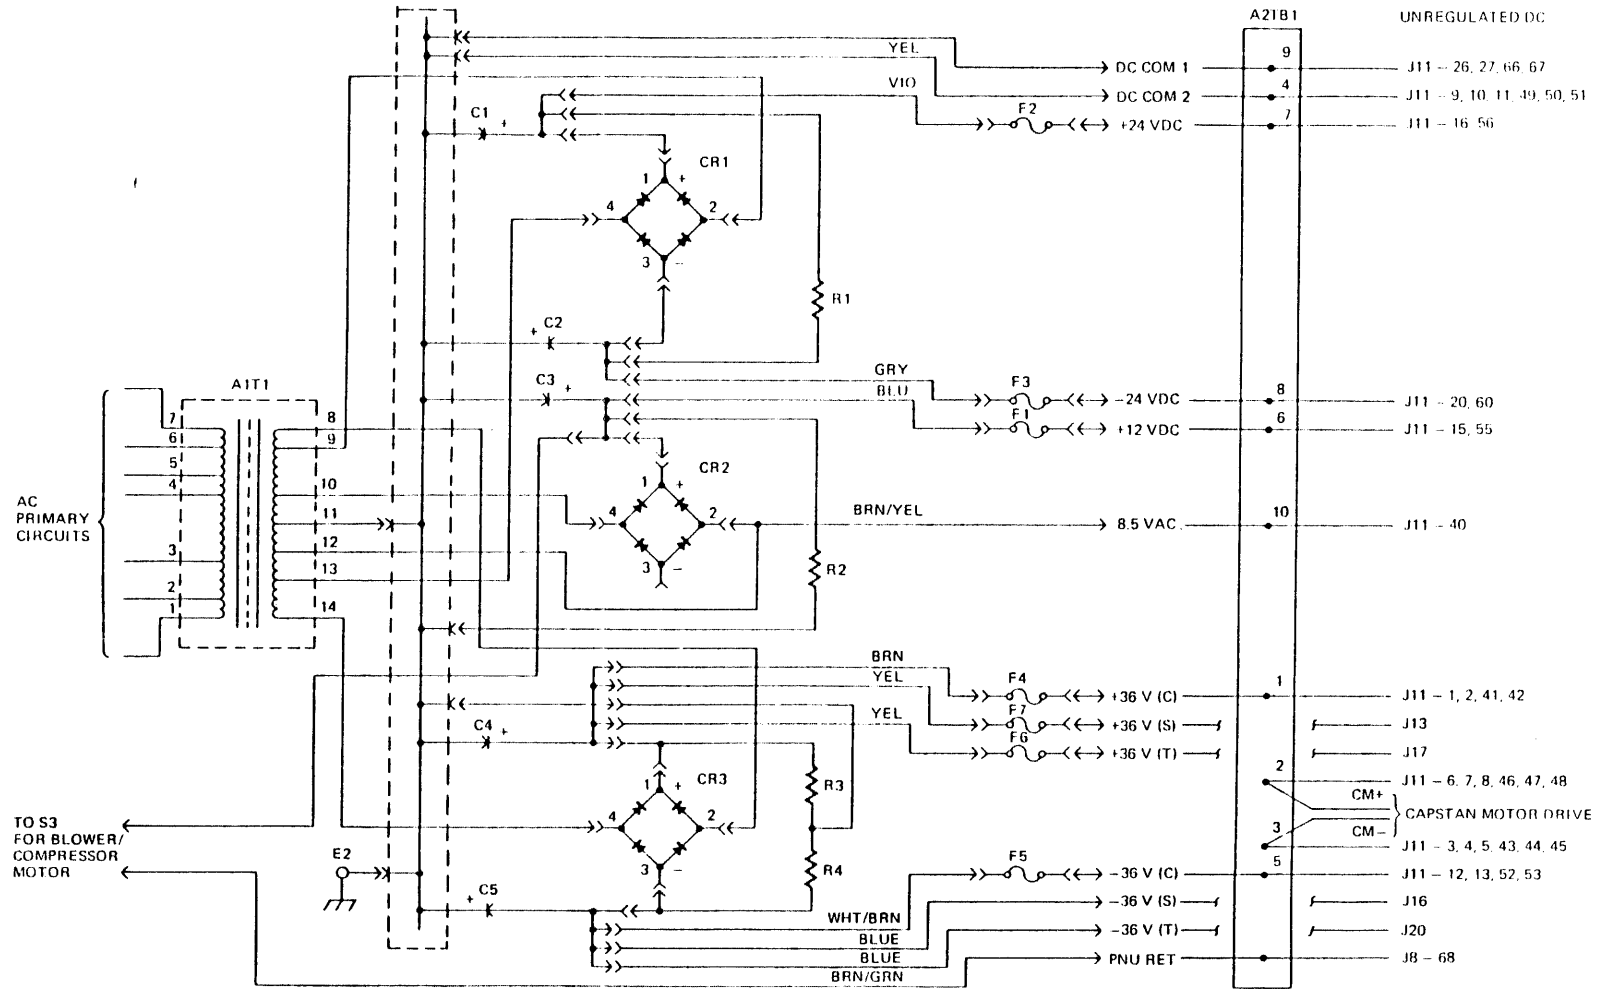 A2TB1 UNREGULATED DC
YEL
9
DC COM 1
J11 – 26, 27, 66, 67
VIO
4
DC COM 2
J11 – 9, 10, 11, 49, 50, 51
C1 +
F2
7
+24 VDC
J11 – 16 56
CR1
1 +
4 2
3 –
R1
+ C2
GRY
F3
8
–24 VDC
J11 – 20, 60
C3 +
BLU
F1
6
+12 VDC
J11 – 15, 55
A1T1
7 8
6 9
5
4 10
11
3 12
13
2
1 14
AC
PRIMARY
CIRCUITS
CR2
1 +
4 2
3 –
BRN/YEL
8.5 VAC
10
J11 – 40
R2
BRN
F4
1
+36 V (C)
J11 – 1, 2, 41, 42
YEL
F7
+36 V (S)
J13
YEL
F6
+36 V (T)
J17
C4 +
CR3
1 +
4 2
3 –
R3
R4
2
J11 – 6, 7, 8, 46, 47, 48
CM+
CAPSTAN MOTOR DRIVE
CM–
3
J11 – 3, 4, 5, 43, 44, 45
TO S3
FOR BLOWER/
COMPRESSOR
MOTOR
E2
+ C5
F5
5
–36 V (C)
J11 – 12, 13, 52, 53
WHT/BRN
–36 V (S)
J16
BLUE
–36 V (T)
J20
BLUE
PNU RET
J8 – 68
BRN/GRN